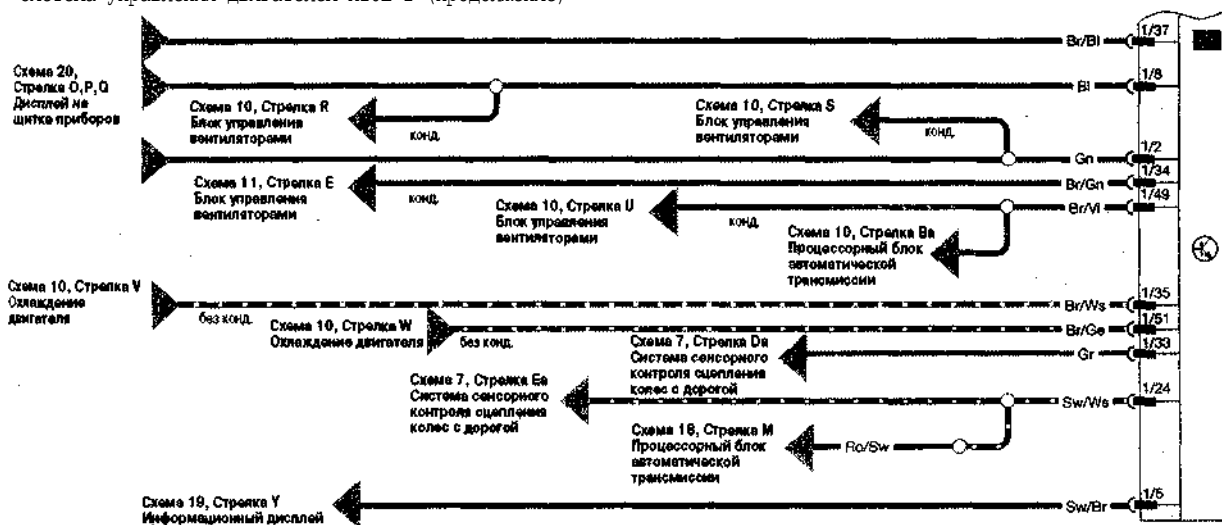 система управления двигателей (продолжение)
1/37
Br/Bl
Схема 20,
Стрелка O,P,Q
Дисплей на
щитке приборов
1/8
Bl
Схема 10, Стрелка R
Блок управления
вентиляторами
конд.
Схема 10, Стрелка S
Блок управления
вентиляторами
конд.
1/2
Gn
1/34
Br/Gn
Схема 11, Стрелка E
Блок управления
вентиляторами
конд.
1/49
Br/Vi
Схема 10, Стрелка U
Блок управления
вентиляторами
конд.
Схема 10, Стрелка Ba
Процессорный блок
автоматической
трансмиссии
Схема 10, Стрелка V
Охлаждение
двигателя
без конд.
1/35
Br/Ws
Схема 10, Стрелка W
Охлаждение двигателя
без конд.
1/51
Br/Ge
1/33
Gr
Схема 7, Стрелка Da
Система сенсорного
контроля сцепления
колес с дорогой
Схема 7, Стрелка Ea
Система сенсорного
контроля сцепления
колес с дорогой
1/24
Sw/Ws
Схема 18, Стрелка M
Процессорный блок
автоматической
трансмиссии
Ro/Sw
Схема 19, Стрелка Y
Информационный дисплей
1/5
Sw/Br